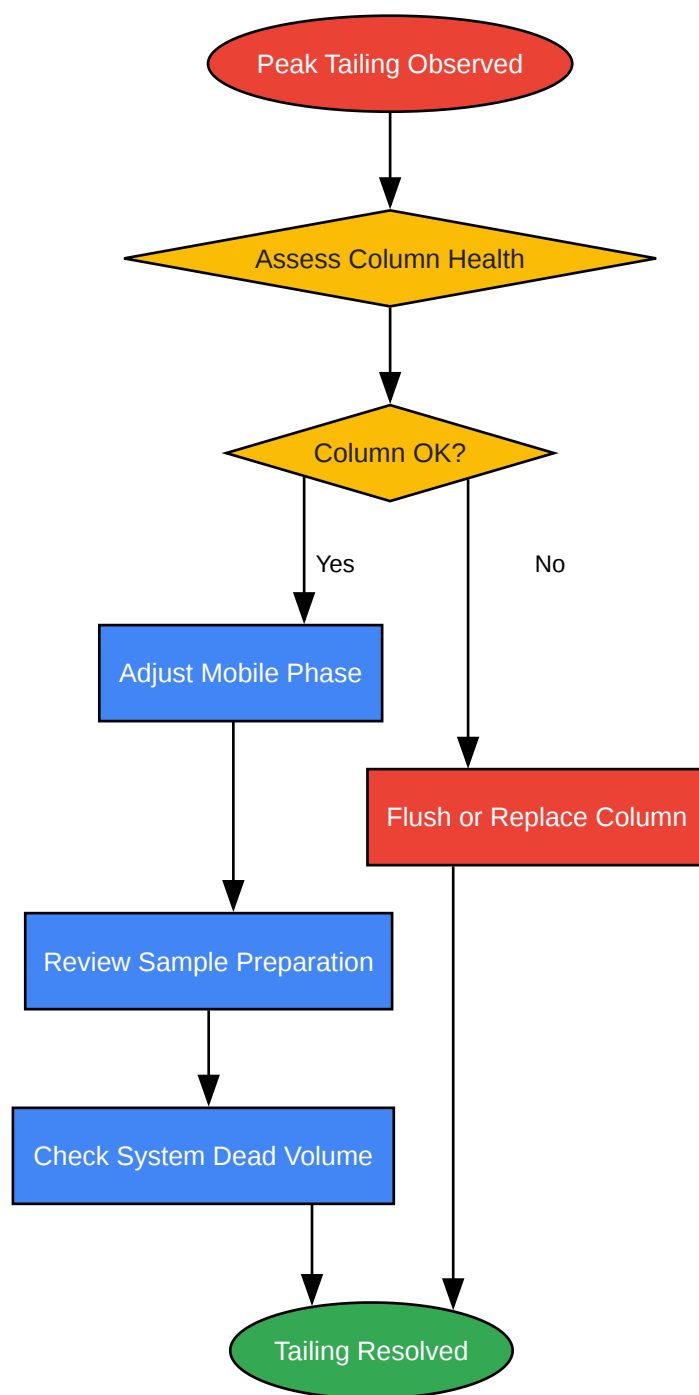 Peak Tailing Observed
Assess Column Health
Column OK?
Yes
No
Adjust Mobile Phase
Flush or Replace Column
Review Sample Preparation
Check System Dead Volume
Tailing Resolved